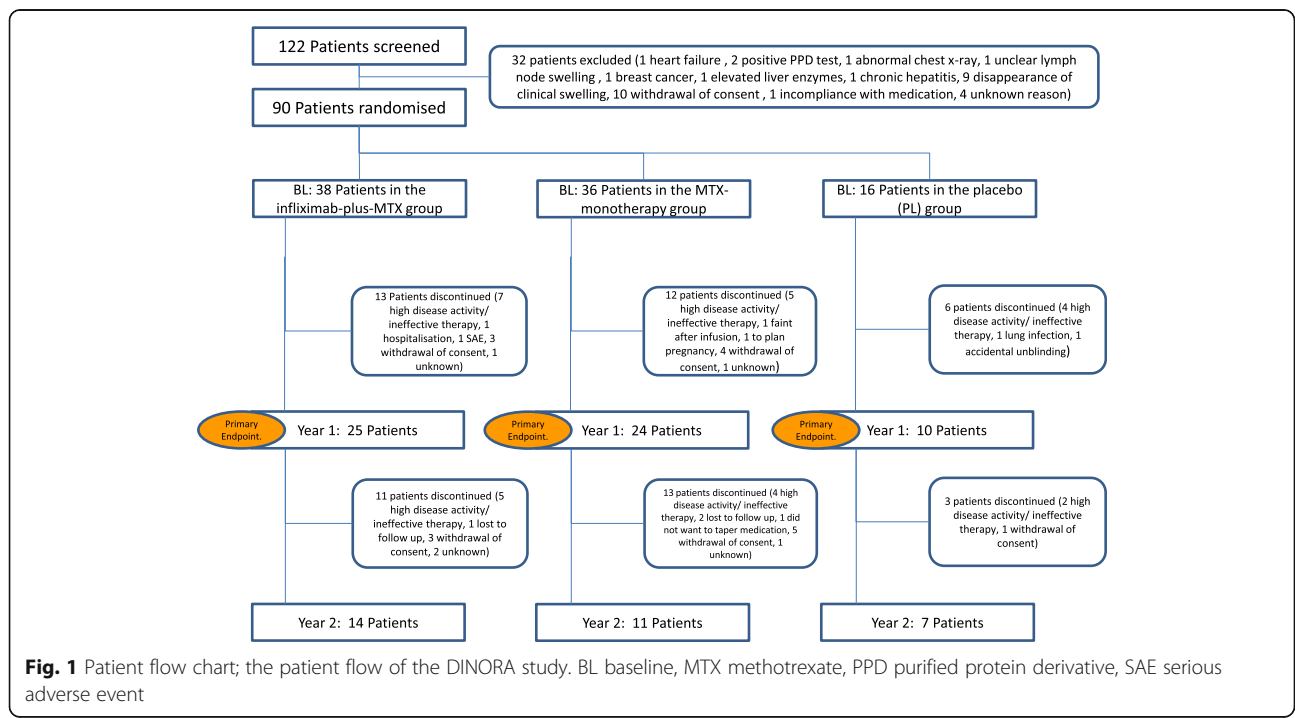 122 Patients screened
32 patients excluded (1 heart failure , 2 positive PPD test, 1 abnormal chest x-ray, 1 unclear lymph
node swelling , 1 breast cancer, 1 elevated liver enzymes, 1 chronic hepatitis, 9 disappearance of
clinical swelling, 10 withdrawal of consent , 1 incompliance with medication, 4 unknown reason)
90 Patients randomised
BL: 38 Patients in the
infliximab-plus-MTX group
BL: 36 Patients in the MTX-
monotherapy group
BL: 16 Patients in the placebo
(PL) group
13 Patients discontinued (7
high disease activity/
ineffective therapy, 1
hospitalisation, 1 SAE, 3
withdrawal of consent, 1
unknown)
12 patients discontinued (5
high disease activity/
ineffective therapy, 1 faint
after infusion, 1 to plan
pregnancy, 4 withdrawal of
consent, 1 unknown)
6 patients discontinued (4 high
disease activity/ ineffective
therapy, 1 lung infection, 1
accidental unblinding)
Primary
Endpoint.
Year 1: 25 Patients
Primary
Endpoint.
Year 1: 24 Patients
Primary
Endpoint.
Year 1: 10 Patients
11 patients discontinued (5
high disease activity/
ineffective therapy, 1 lost to
follow up, 3 withdrawal of
consent, 2 unknown)
13 patients discontinued (4 high
disease activity/ ineffective
therapy, 2 lost to follow up, 1 did
not want to taper medication, 5
withdrawal of consent, 1
unknown)
3 patients discontinued (2 high
disease activity/ ineffective
therapy, 1 withdrawal of
consent)
Year 2: 14 Patients
Year 2: 11 Patients
Year 2: 7 Patients
Fig. 1 Patient flow chart; the patient flow of the DINORA study. BL baseline, MTX methotrexate, PPD purified protein derivative, SAE serious
adverse event